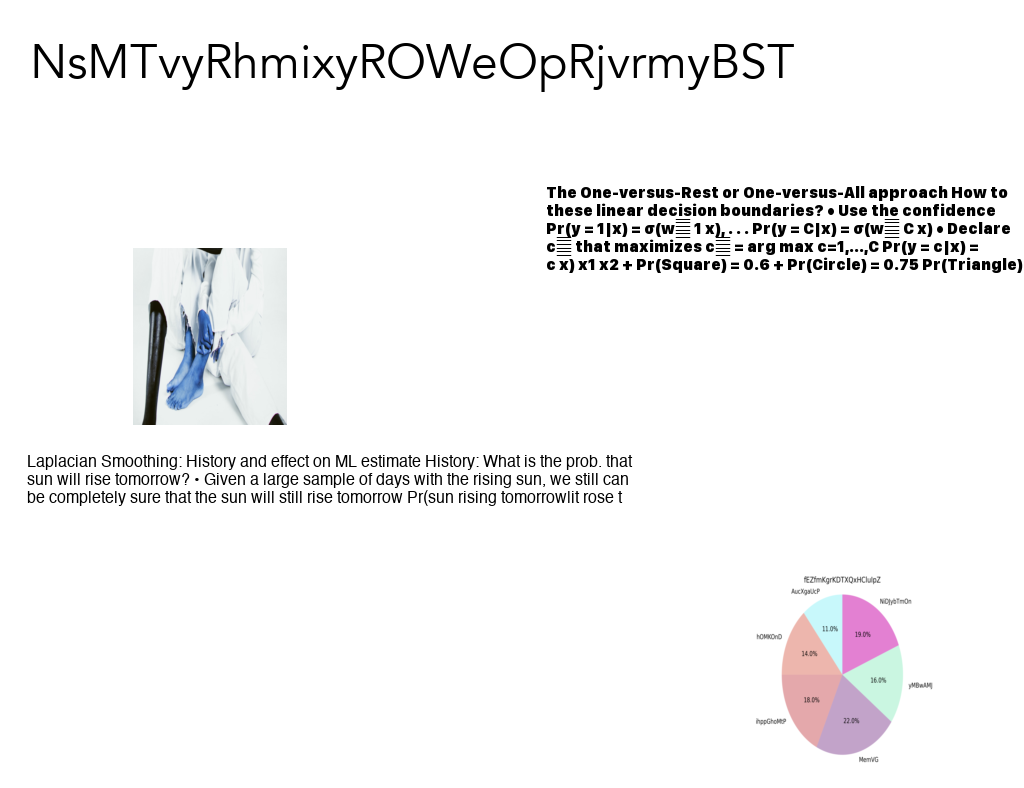 NsMTvyRhmixyROWeOpRjvrmyBST
The One-versus-Rest or One-versus-All approach How to
these linear decision boundaries? • Use the confidence
Pr(y = 1|x) = σ(w 1 x), . . . Pr(y = C|x) = σ(w C x) • Declare
c that maximizes c = arg max c=1,...,C Pr(y = c|x) =
c x) x1 x2 + Pr(Square) = 0.6 + Pr(Circle) = 0.75 Pr(Triangle)
Laplacian Smoothing: History and effect on ML estimate History: What is the prob. that
sun will rise tomorrow? • Given a large sample of days with the rising sun, we still can
be completely sure that the sun will still rise tomorrow Pr(sun rising tomorrowlit rose t
AucXgaUcP
NiDJybTmOn
11.0%
19.0%
hOMKOnD
14.0%
16.0%
yMBwAMJ
18.0%
22.0%
ihppGhoMtP
MemVG